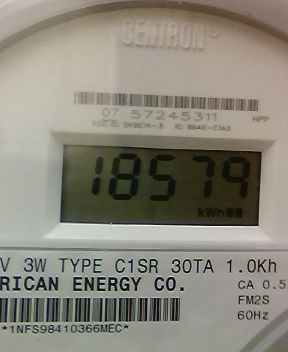 CENTRON®
07 57245311
HPP
18579
kWh
V 3W TYPE C1SR 30TA 1.0Kh
RICAN ENERGY CO.
CA 0.5
FM2S
60Hz
*1NFS98410366MEC*